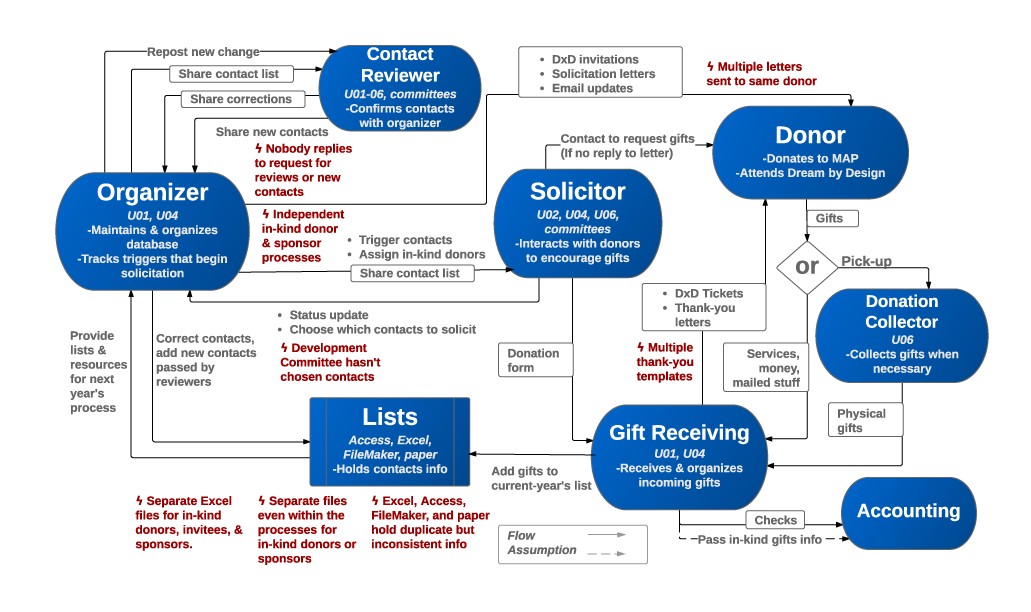 Repost new change
Share contact list
Share corrections
Share new contacts
Contact
Reviewer
U01-06, committees
-Confirms contacts
with organizer
ϟ Nobody replies
to request for
reviews or new
contacts
• DxD invitations
• Solicitation letters
• Email updates
ϟ Multiple letters
sent to same donor
Contact to request gifts
(If no reply to letter)
Donor
-Donates to MAP
-Attends Dream by Design
Organizer
U01, U04
-Maintains & organizes
database
-Tracks triggers that begin
solicitation
ϟ Independent
in-kind donor
& sponsor
processes
• Trigger contacts
• Assign in-kind donors
Share contact list
Solicitor
U02, U04, U06,
committees
-Interacts with donors
to encourage gifts
Gifts
or
Pick-up
Donation
Collector
U06
-Collects gifts when
necessary
• DxD Tickets
• Thank-you
letters
ϟ Multiple
thank-you
templates
Services,
money,
mailed stuff
Physical
gifts
• Status update
• Choose which contacts to solicit
ϟ Development
Committee hasn't
chosen contacts
Provide
lists &
resources
for next
year's
process
Correct contacts,
add new contacts
passed by
reviewers
Donation
form
Lists
Access, Excel,
FileMaker, paper
-Holds contacts info
Gift Receiving
U01, U04
-Receives & organizes
incoming gifts
Add gifts to
current-year's list
ϟ Separate Excel
files for in-kind
donors, invitees, &
sponsors.
ϟ Separate files
even within the
processes for
in-kind donors or
sponsors
ϟ Excel, Access,
FileMaker, and paper
hold duplicate but
inconsistent info
Flow
Assumption
Checks
Pass in-kind gifts info
Accounting